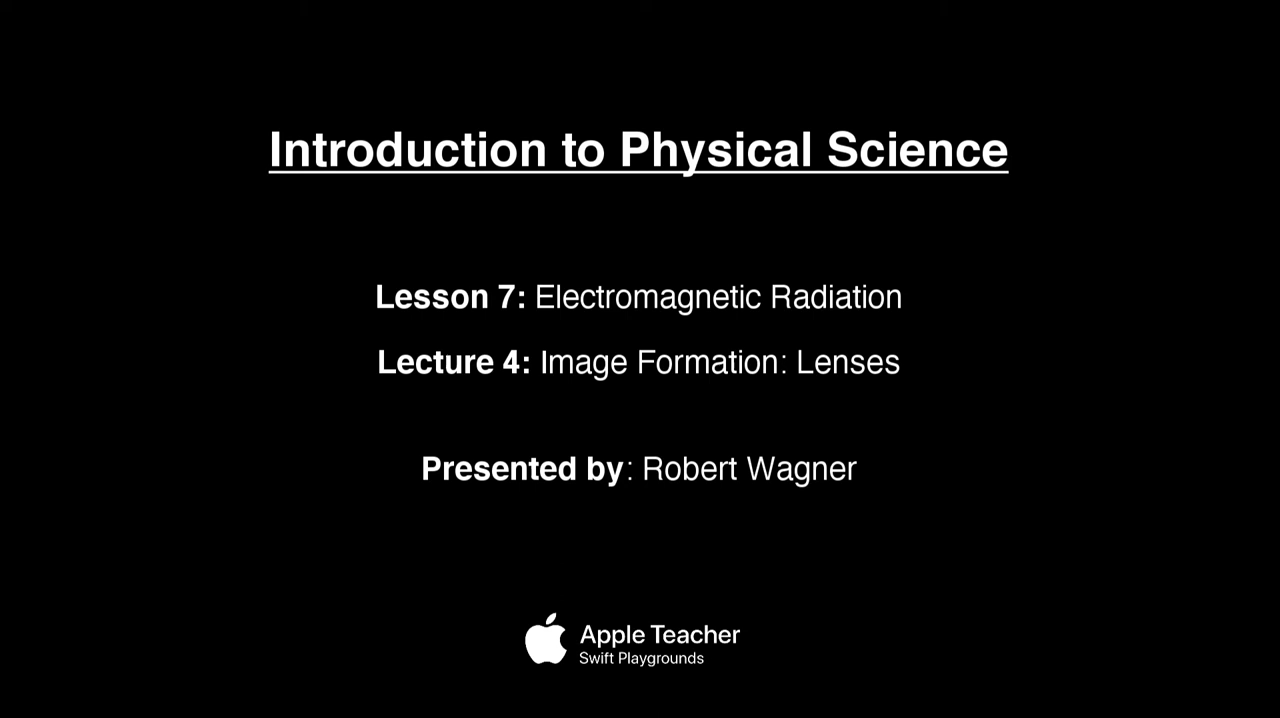 Introduction to Physical Science
Lesson 7: Electromagnetic Radiation
Lecture 4: Image Formation: Lenses
Presented by: Robert Wagner
Apple Teacher
Swift Playgrounds